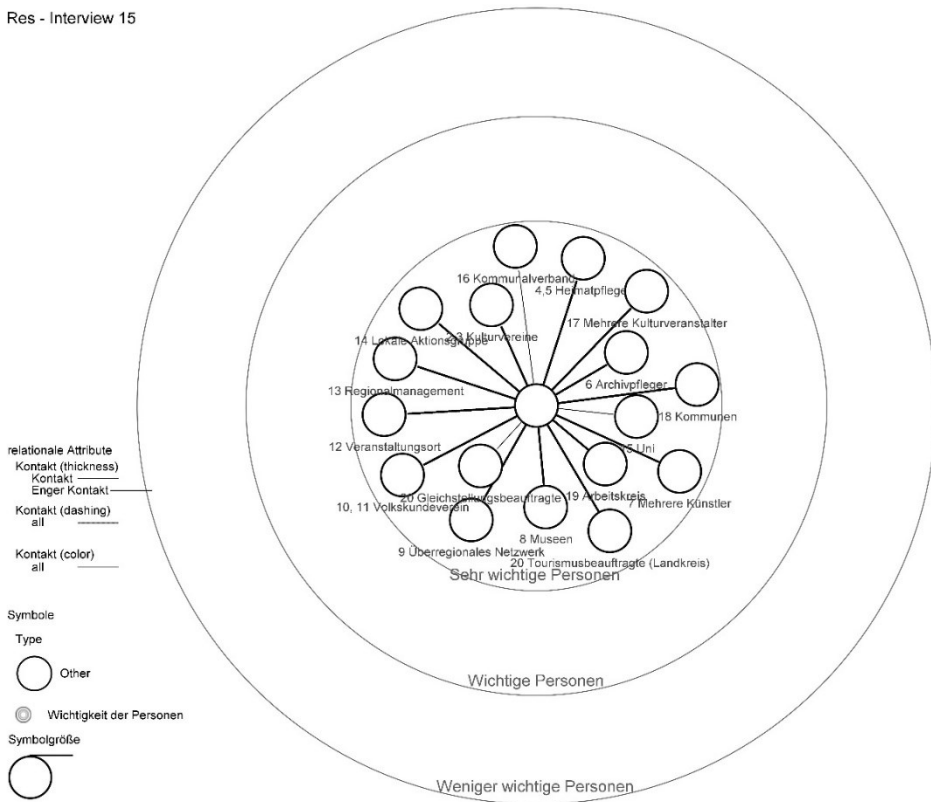 Res - Interview 15
16 Kommunalverband
4,5 Heimatpflege
17 Mehrere Kulturveranstalter
2,3 Kulturvereine
14 Lokale Aktionsgruppe
6 Archivpfleger
13 Regionalmanagement
18 Kommunen
12 Veranstaltungsort
5 Uni
20 Gleichstellungsbeauftragte
19 Arbeitskreis
7 Mehrere Künstler
10, 11 Volkskundeverein
8 Museen
9 Überregionales Netzwerk
20 Tourismusbeauftragte (Landkreis)
Sehr wichtige Personen
Wichtige Personen
Weniger wichtige Personen
relationale Attribute
Kontakt (thickness)
Kontakt
Enger Kontakt
Kontakt (dashing)
all
Kontakt (color)
all
Symbole
Type
Other
Wichtigkeit der Personen
Symbolgröße